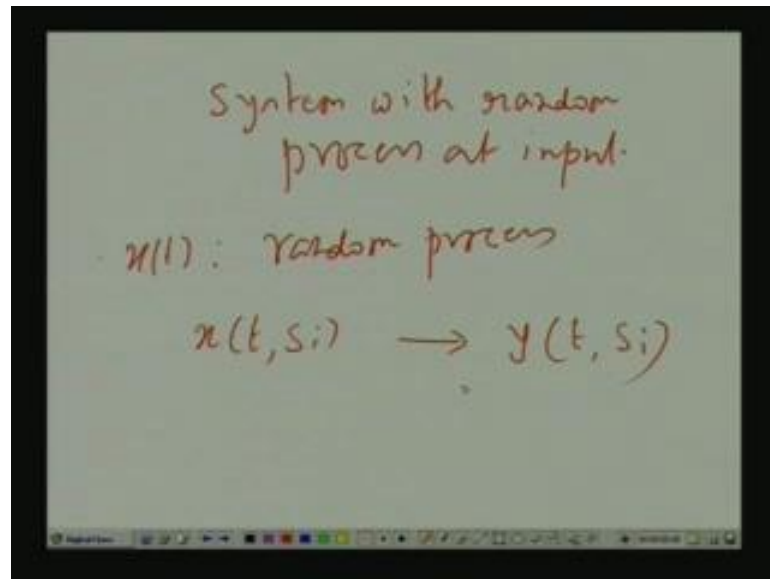 System with random
process at input.
x(t): random process
x(t, si) → y(t, si)